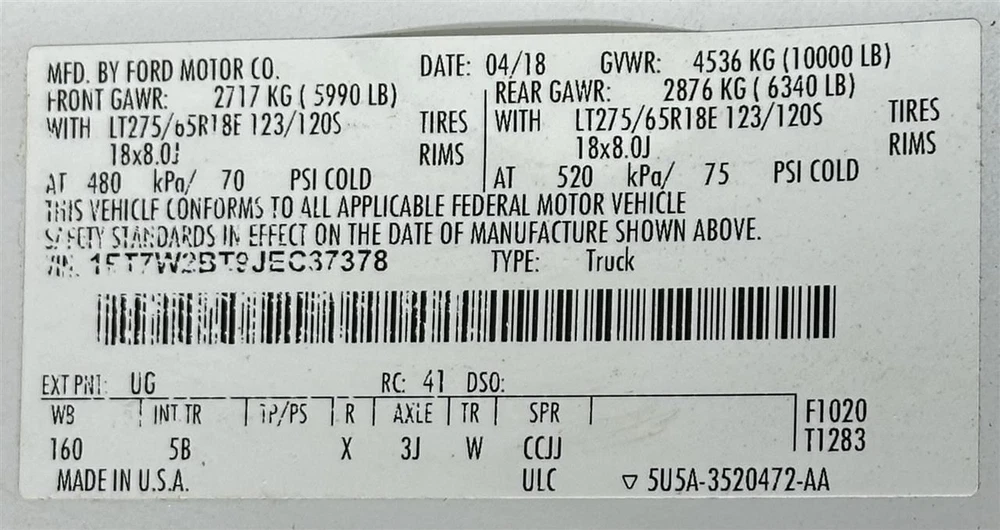 MFD. BY FORD MOTOR CO. DATE: 04/18 GVWR: 4536 KG (10000 LB)
FRONT GAWR: 2717 KG ( 5990 LB) REAR GAWR: 2876 KG ( 6340 LB)
WITH LT275/65R18E 123/120S TIRES WITH LT275/65R18E 123/120S TIRES
18x8.0J RIMS 18x8.0J RIMS
AT 480 kPa/ 70 PSI COLD AT 520 kPa/ 75 PSI COLD
THIS VEHICLE CONFORMS TO ALL APPLICABLE FEDERAL MOTOR VEHICLE
SAFETY STANDARDS IN EFFECT ON THE DATE OF MANUFACTURE SHOWN ABOVE.
VIN: 1FT7W2BT9JEC37378 TYPE: Truck
EXT PNT: UG RC: 41 DSO:
WB INT TR TP/PS R AXLE TR SPR F1020
160 5B X 3J W CCJJ T1283
MADE IN U.S.A. ULC ▽ 5U5A-3520472-AA